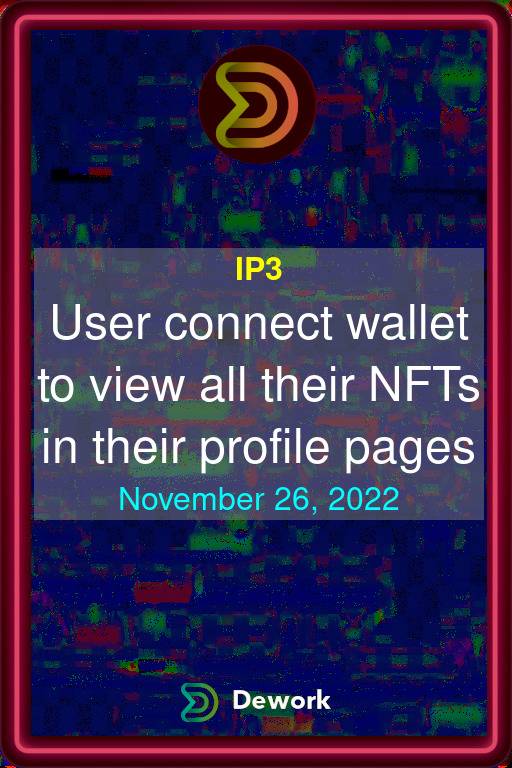 IP3
User connect wallet
to view all their NFTs
in their profile pages
November 26, 2022
Dework